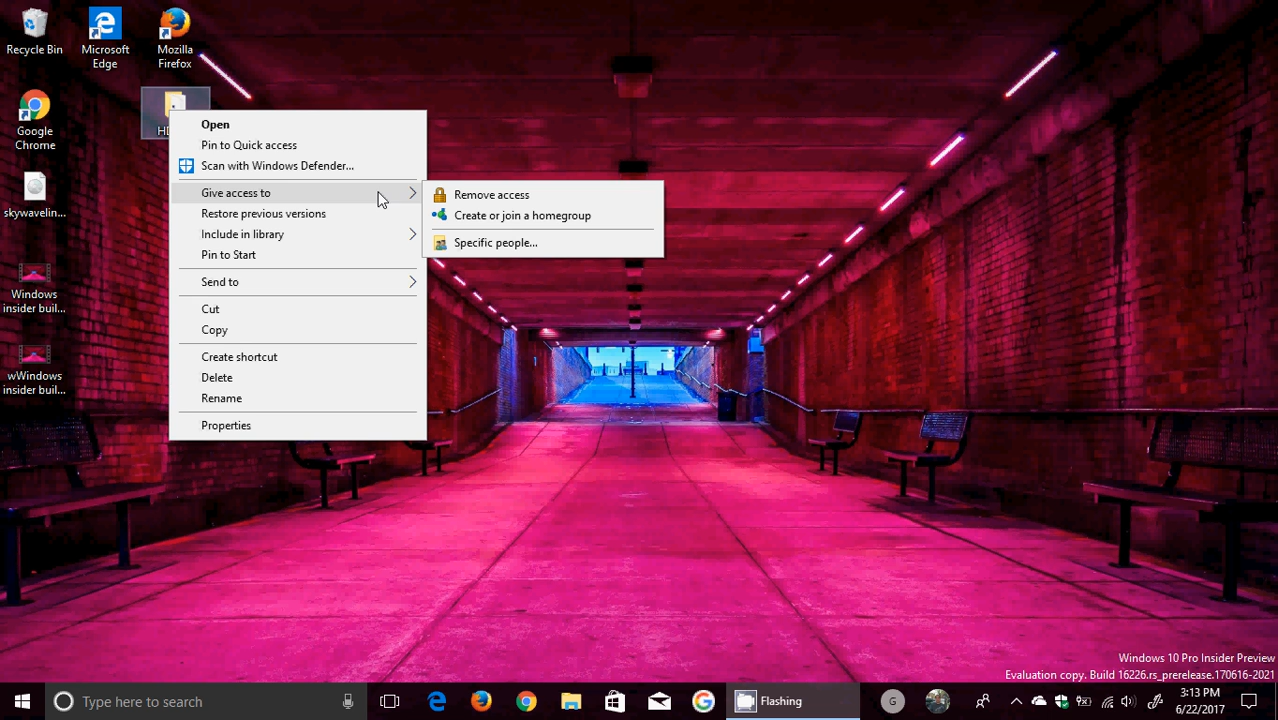 Recycle Bin
Microsoft
Edge
Mozilla
Firefox
Google
Chrome
skywavelin...
Windows
insider buil...
wWindows
insider buil...
Open
Pin to Quick access
Scan with Windows Defender...
Give access to
Restore previous versions
Include in library
Pin to Start
Send to
Cut
Copy
Create shortcut
Delete
Rename
Properties
Remove access
Create or join a homegroup
Specific people...
Windows 10 Pro Insider Preview
Evaluation copy. Build 16226.rs_prerelease.170616-2021
Type here to search
Flashing
G
3:13 PM
6/22/2017